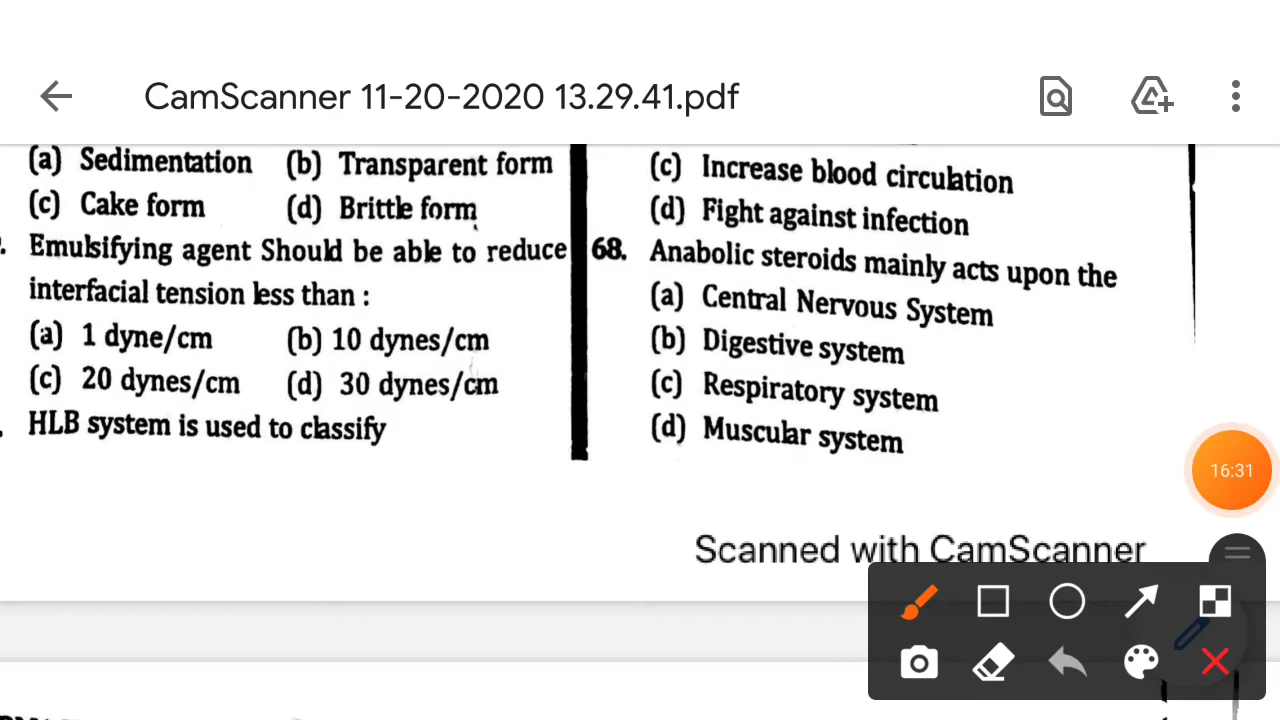 CamScanner 11-20-2020 13.29.41.pdf
(a) Sedimentation (b) Transparent form
(c) Cake form (d) Brittle form
. Emulsifying agent Should be able to reduce
interfacial tension less than :
(a) 1 dyne/cm (b) 10 dynes/cm
(c) 20 dynes/cm (d) 30 dynes/cm
. HLB system is used to classify
(c) Increase blood circulation
(d) Fight against infection
68. Anabolic steroids mainly acts upon the
(a) Central Nervous System
(b) Digestive system
(c) Respiratory system
(d) Muscular system
16:31
Scanned with CamScanner